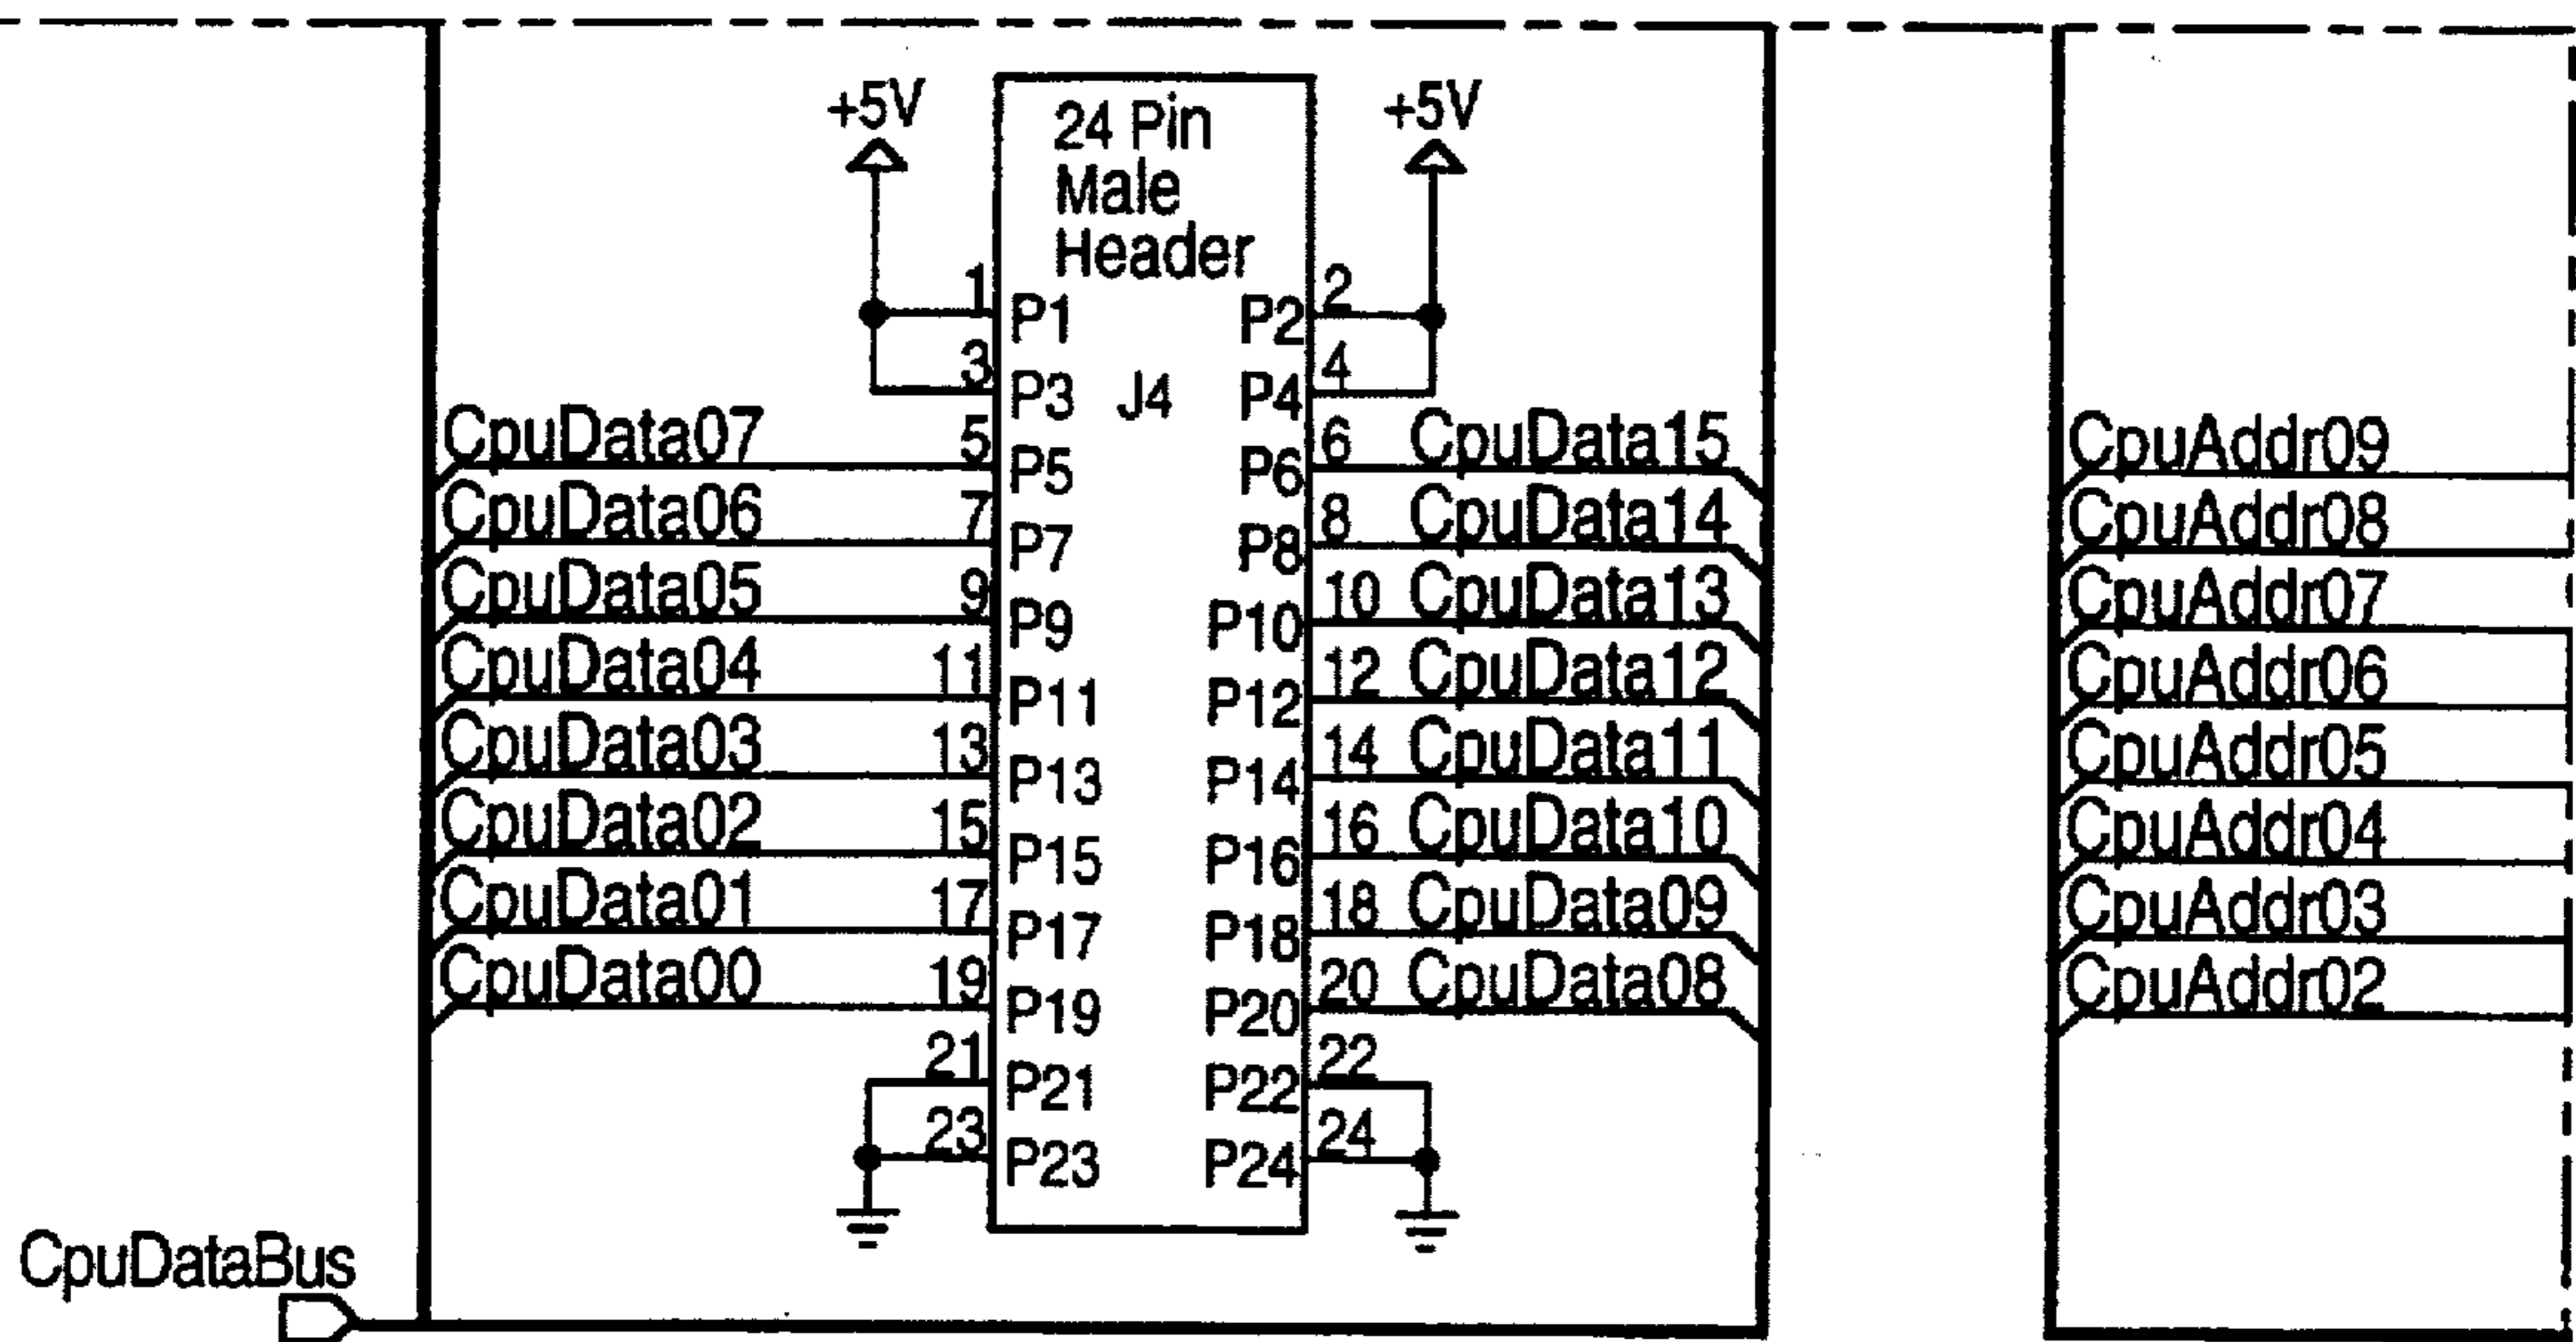 +5V
+5V
24 Pin
Male
Header
1 P1 P2 2
3 P3 J4 P4 4
CpuData07 5 P5 P6 6 CpuData15 CpuAddr09
CpuData06 7 P7 P8 8 CpuData14 CpuAddr08
CpuData05 9 P9 P10 10 CpuData13 CpuAddr07
CpuData04 11 P11 P12 12 CpuData12 CpuAddr06
CpuData03 13 P13 P14 14 CpuData11 CpuAddr05
CpuData02 15 P15 P16 16 CpuData10 CpuAddr04
CpuData01 17 P17 P18 18 CpuData09 CpuAddr03
CpuData00 19 P19 P20 20 CpuData08 CpuAddr02
21 P21 P22 22
23 P23 P24 24
CpuDataBus